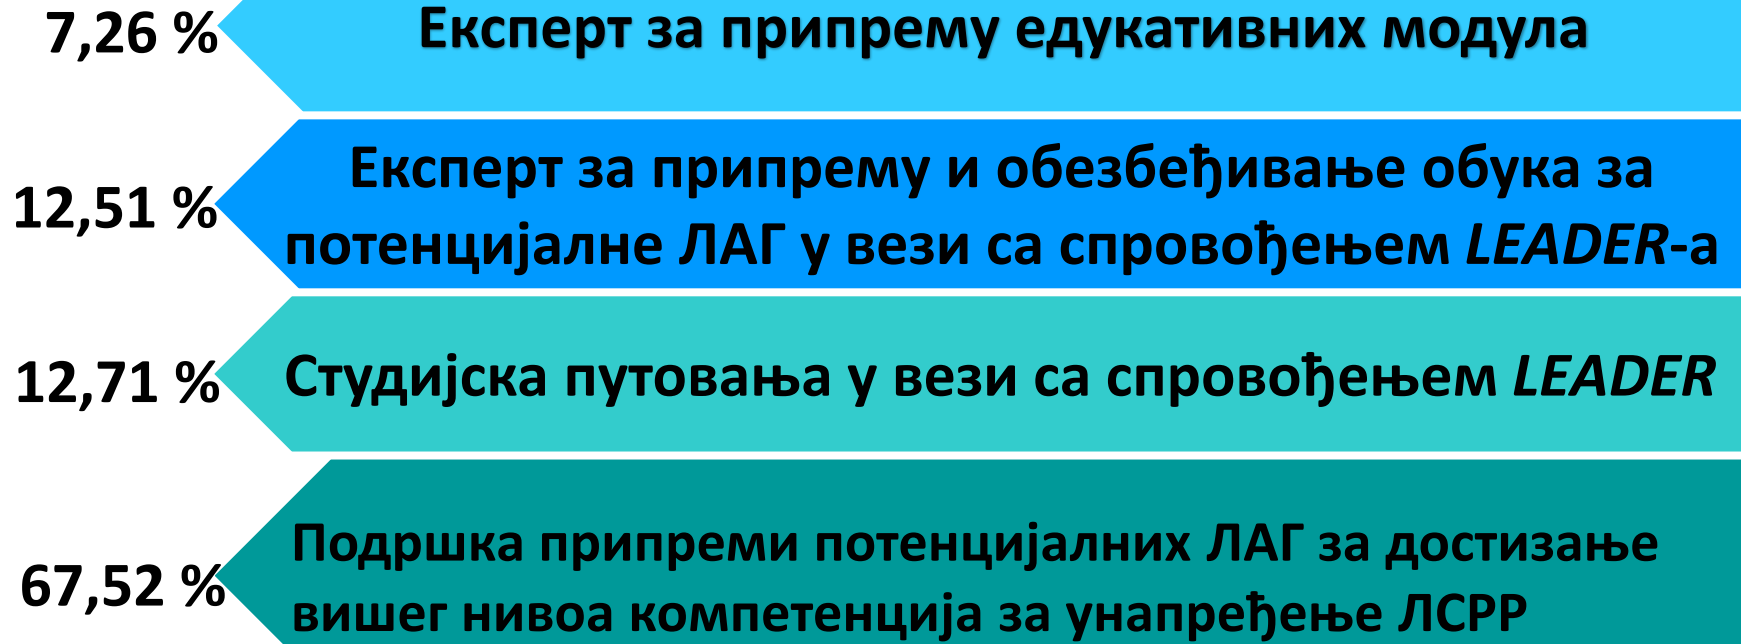 7,26 %
Експерт за припрему едукативних модула
12,51 %
Експерт за припрему и обезбеђивање обука за
потенцијалне ЛАГ у вези са спровођењем LEADER-а
12,71 %
Студијска путовања у вези са спровођењем LEADER
67,52 %
Подршка припреми потенцијалних ЛАГ за достизање
вишег нивоа компетенција за унапређење ЛСРР